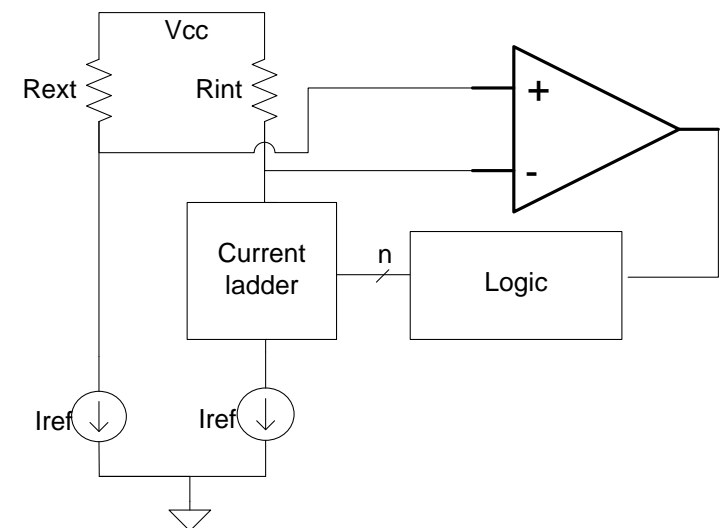 Vcc
Rext
Rint
+
-
Current
ladder
n
Logic
Iref
Iref